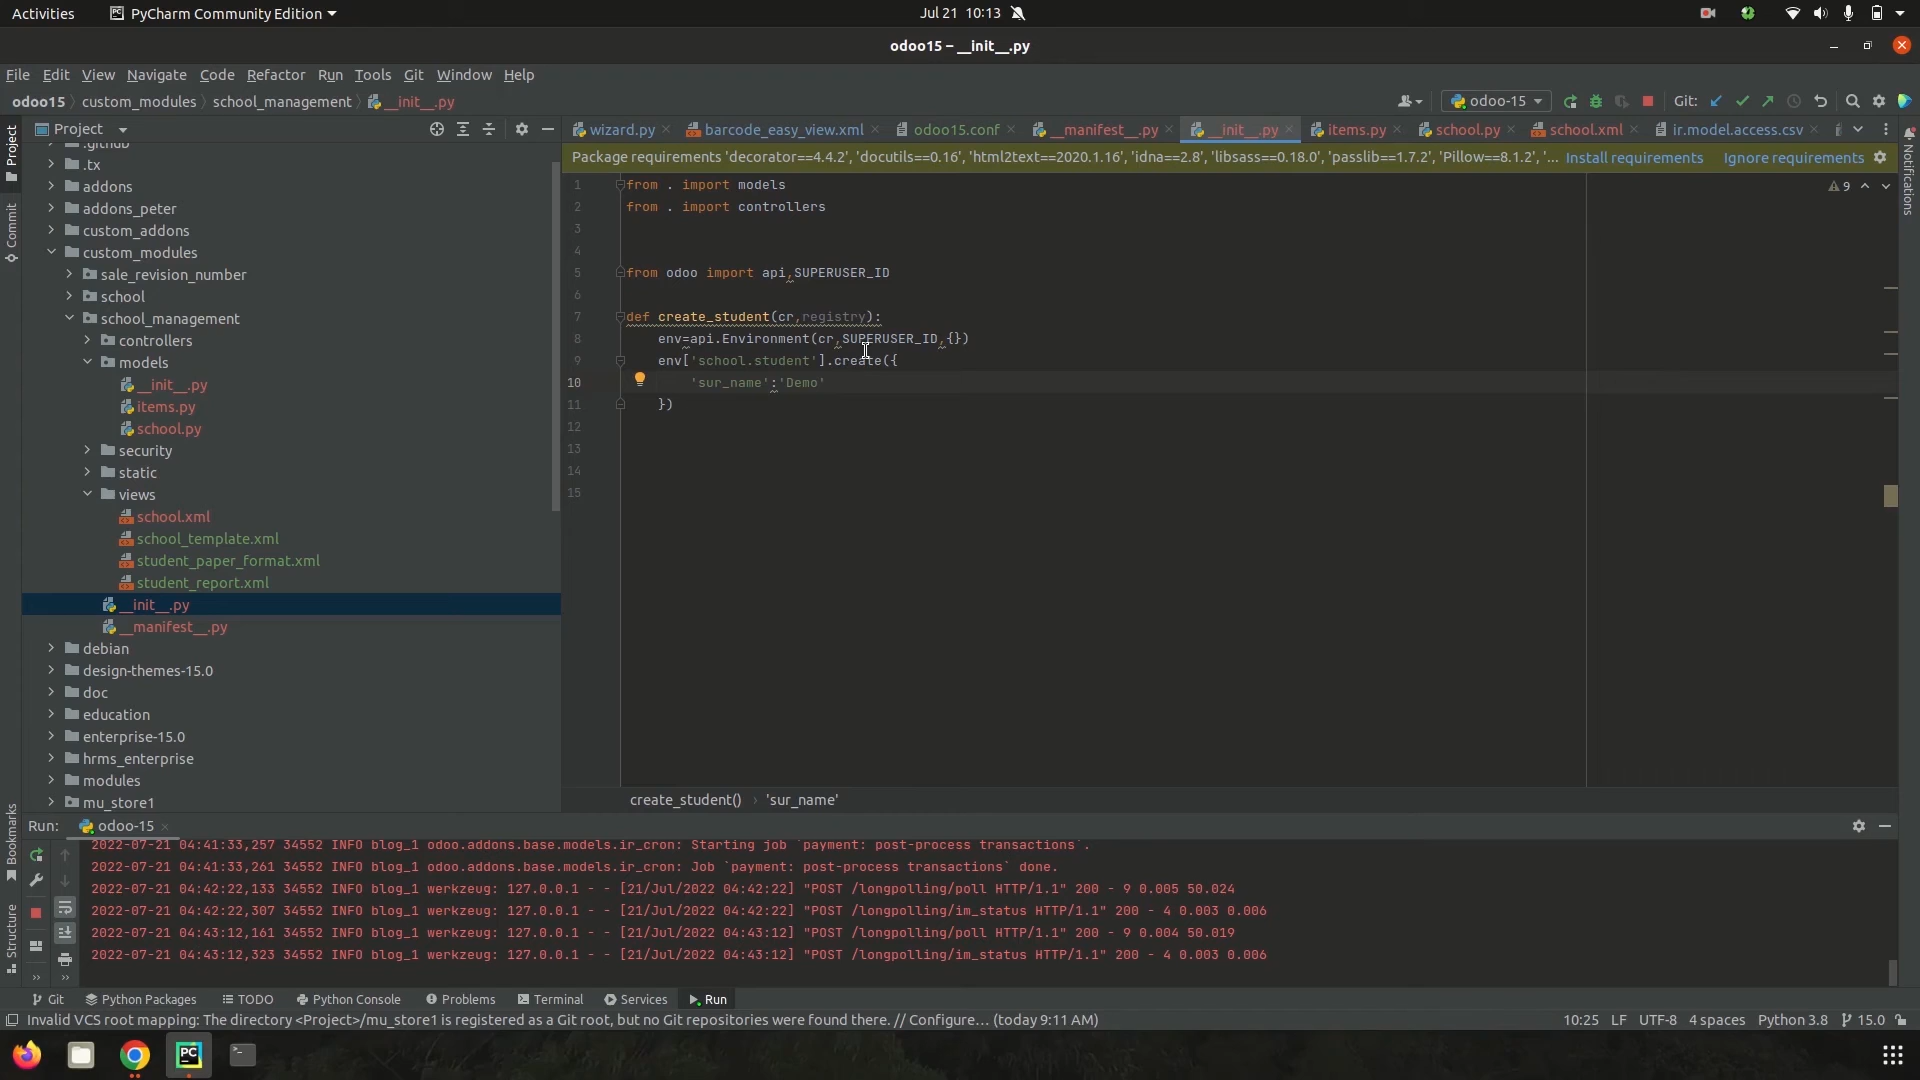 Activities PyCharm Community Edition Jul 21 10:13
odoo15 – __init__.py
File Edit View Navigate Code Refactor Run Tools Git Window Help
odoo15 custom_modules school_management __init__.py odoo-15 Git:
Project wizard.py barcode_easy_view.xml odoo15.conf __manifest__.py __init__.py items.py school.py school.xml ir.model.access.csv
Package requirements 'decorator==4.4.2', 'docutils==0.16', 'html2text==2020.1.16', 'idna==2.8', 'libsass==0.18.0', 'passlib==1.7.2', 'Pillow==8.1.2', '... Install requirements Ignore requirements
Project
Commit
Bookmarks
Structure
Notifications
.github
.tx
addons
addons_peter
custom_addons
custom_modules
sale_revision_number
school
school_management
controllers
models
__init__.py
items.py
school.py
security
static
views
school.xml
school_template.xml
student_paper_format.xml
student_report.xml
__init__.py
__manifest__.py
debian
design-themes-15.0
doc
education
enterprise-15.0
hrms_enterprise
modules
mu_store1
9
1 from . import models
2 from . import controllers
3
4
5 from odoo import api,SUPERUSER_ID
6
7 def create_student(cr,registry):
8 env=api.Environment(cr,SUPERUSER_ID,{})
9 env['school.student'].create({
10 'sur_name':'Demo'
11 })
12
13
14
15
create_student() 'sur_name'
Run: odoo-15
2022-07-21 04:41:33,257 34552 INFO blog_1 odoo.addons.base.models.ir_cron: Starting job `payment: post-process transactions`.
2022-07-21 04:41:33,261 34552 INFO blog_1 odoo.addons.base.models.ir_cron: Job `payment: post-process transactions` done.
2022-07-21 04:42:22,133 34552 INFO blog_1 werkzeug: 127.0.0.1 - - [21/Jul/2022 04:42:22] "POST /longpolling/poll HTTP/1.1" 200 - 9 0.005 50.024
2022-07-21 04:42:22,307 34552 INFO blog_1 werkzeug: 127.0.0.1 - - [21/Jul/2022 04:42:22] "POST /longpolling/im_status HTTP/1.1" 200 - 4 0.003 0.006
2022-07-21 04:43:12,161 34552 INFO blog_1 werkzeug: 127.0.0.1 - - [21/Jul/2022 04:43:12] "POST /longpolling/poll HTTP/1.1" 200 - 9 0.004 50.019
2022-07-21 04:43:12,323 34552 INFO blog_1 werkzeug: 127.0.0.1 - - [21/Jul/2022 04:43:12] "POST /longpolling/im_status HTTP/1.1" 200 - 4 0.003 0.006
Git Python Packages TODO Python Console Problems Terminal Services Run
Invalid VCS root mapping: The directory <Project>/mu_store1 is registered as a Git root, but no Git repositories were found there. // Configure... (today 9:11 AM) 10:25 LF UTF-8 4 spaces Python 3.8 15.0